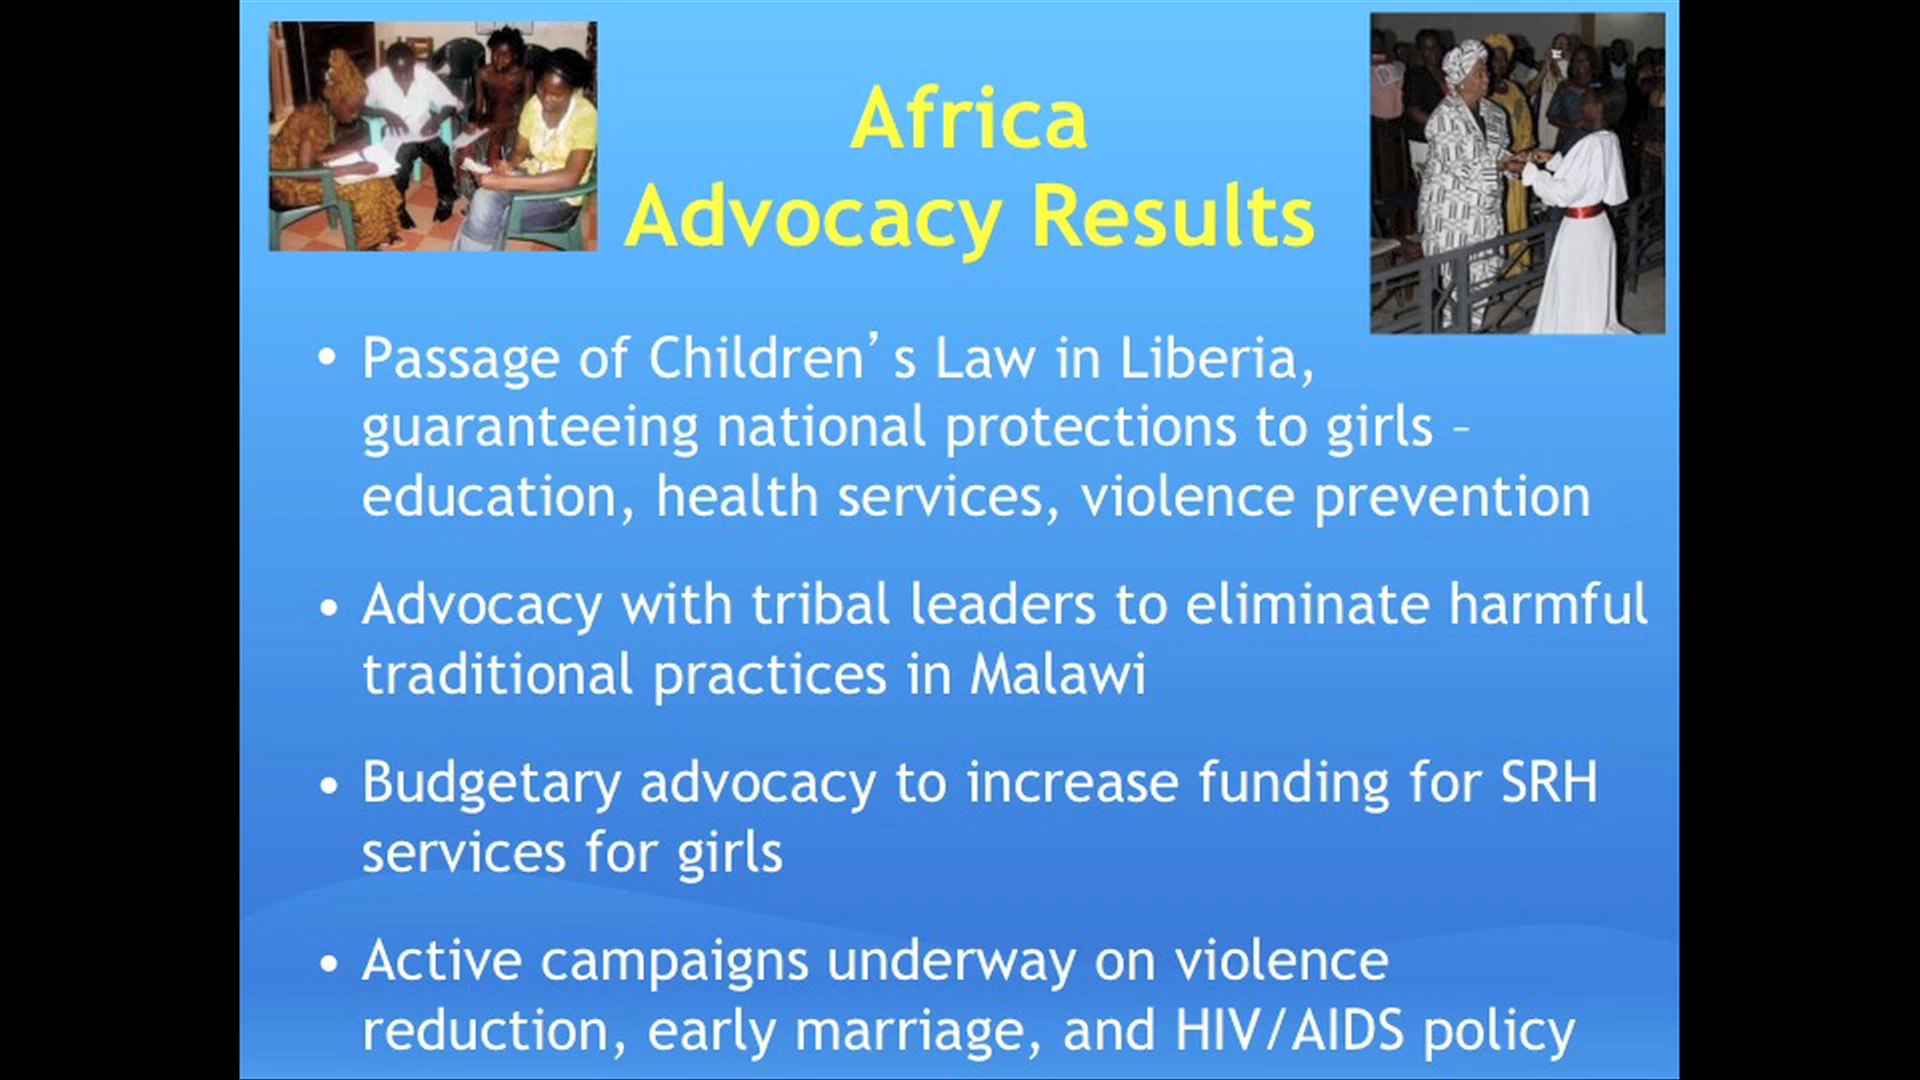 Africa
Advocacy Results
• Passage of Children’s Law in Liberia,
guaranteeing national protections to girls –
education, health services, violence prevention
• Advocacy with tribal leaders to eliminate harmful
traditional practices in Malawi
• Budgetary advocacy to increase funding for SRH
services for girls
• Active campaigns underway on violence
reduction, early marriage, and HIV/AIDS policy